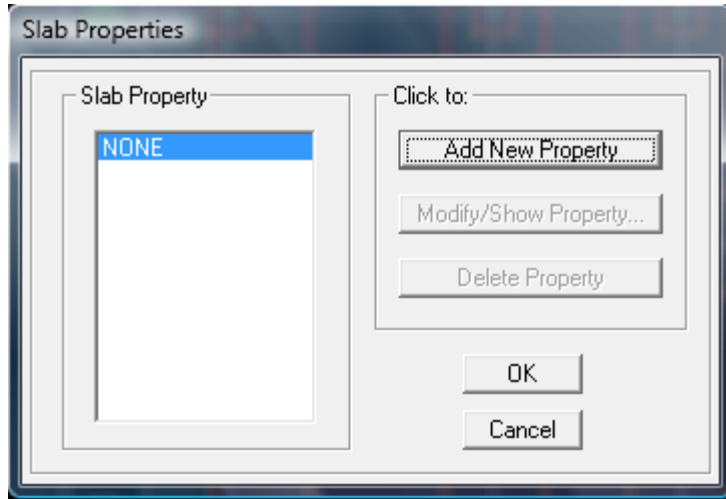 Slab Properties
Slab Property
NONE
Click to:
Add New Property
Modify/Show Property...
Delete Property
OK
Cancel